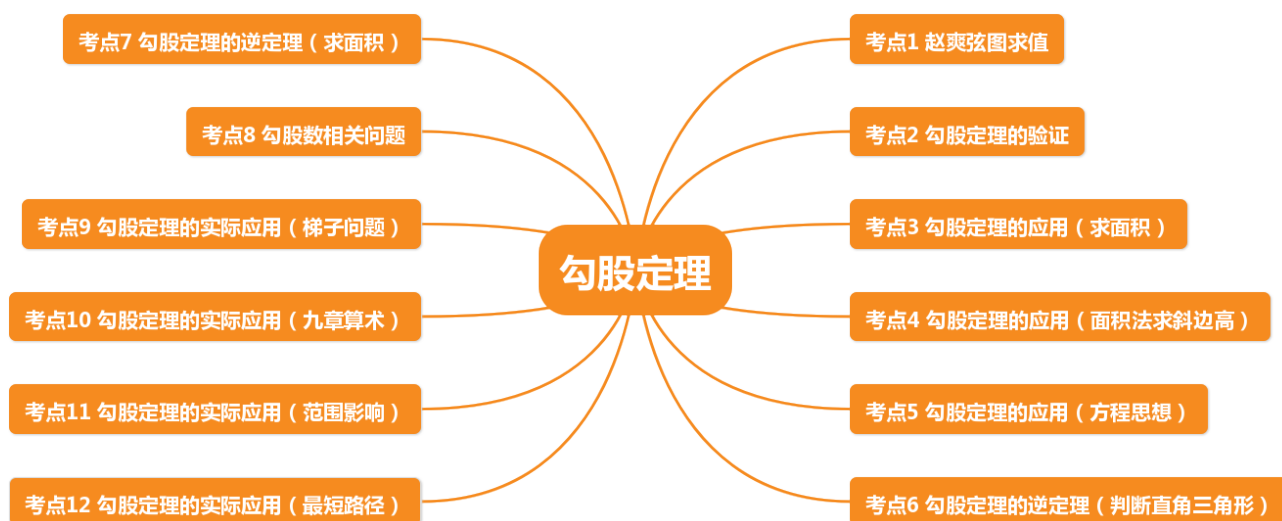 勾股定理
考点1 赵爽弦图求值
考点2 勾股定理的验证
考点3 勾股定理的应用（求面积）
考点4 勾股定理的应用（面积法求斜边高）
考点5 勾股定理的应用（方程思想）
考点6 勾股定理的逆定理（判断直角三角形）
考点7 勾股定理的逆定理（求面积）
考点8 勾股数相关问题
考点9 勾股定理的实际应用（梯子问题）
考点10 勾股定理的实际应用（九章算术）
考点11 勾股定理的实际应用（范围影响）
考点12 勾股定理的实际应用（最短路径）